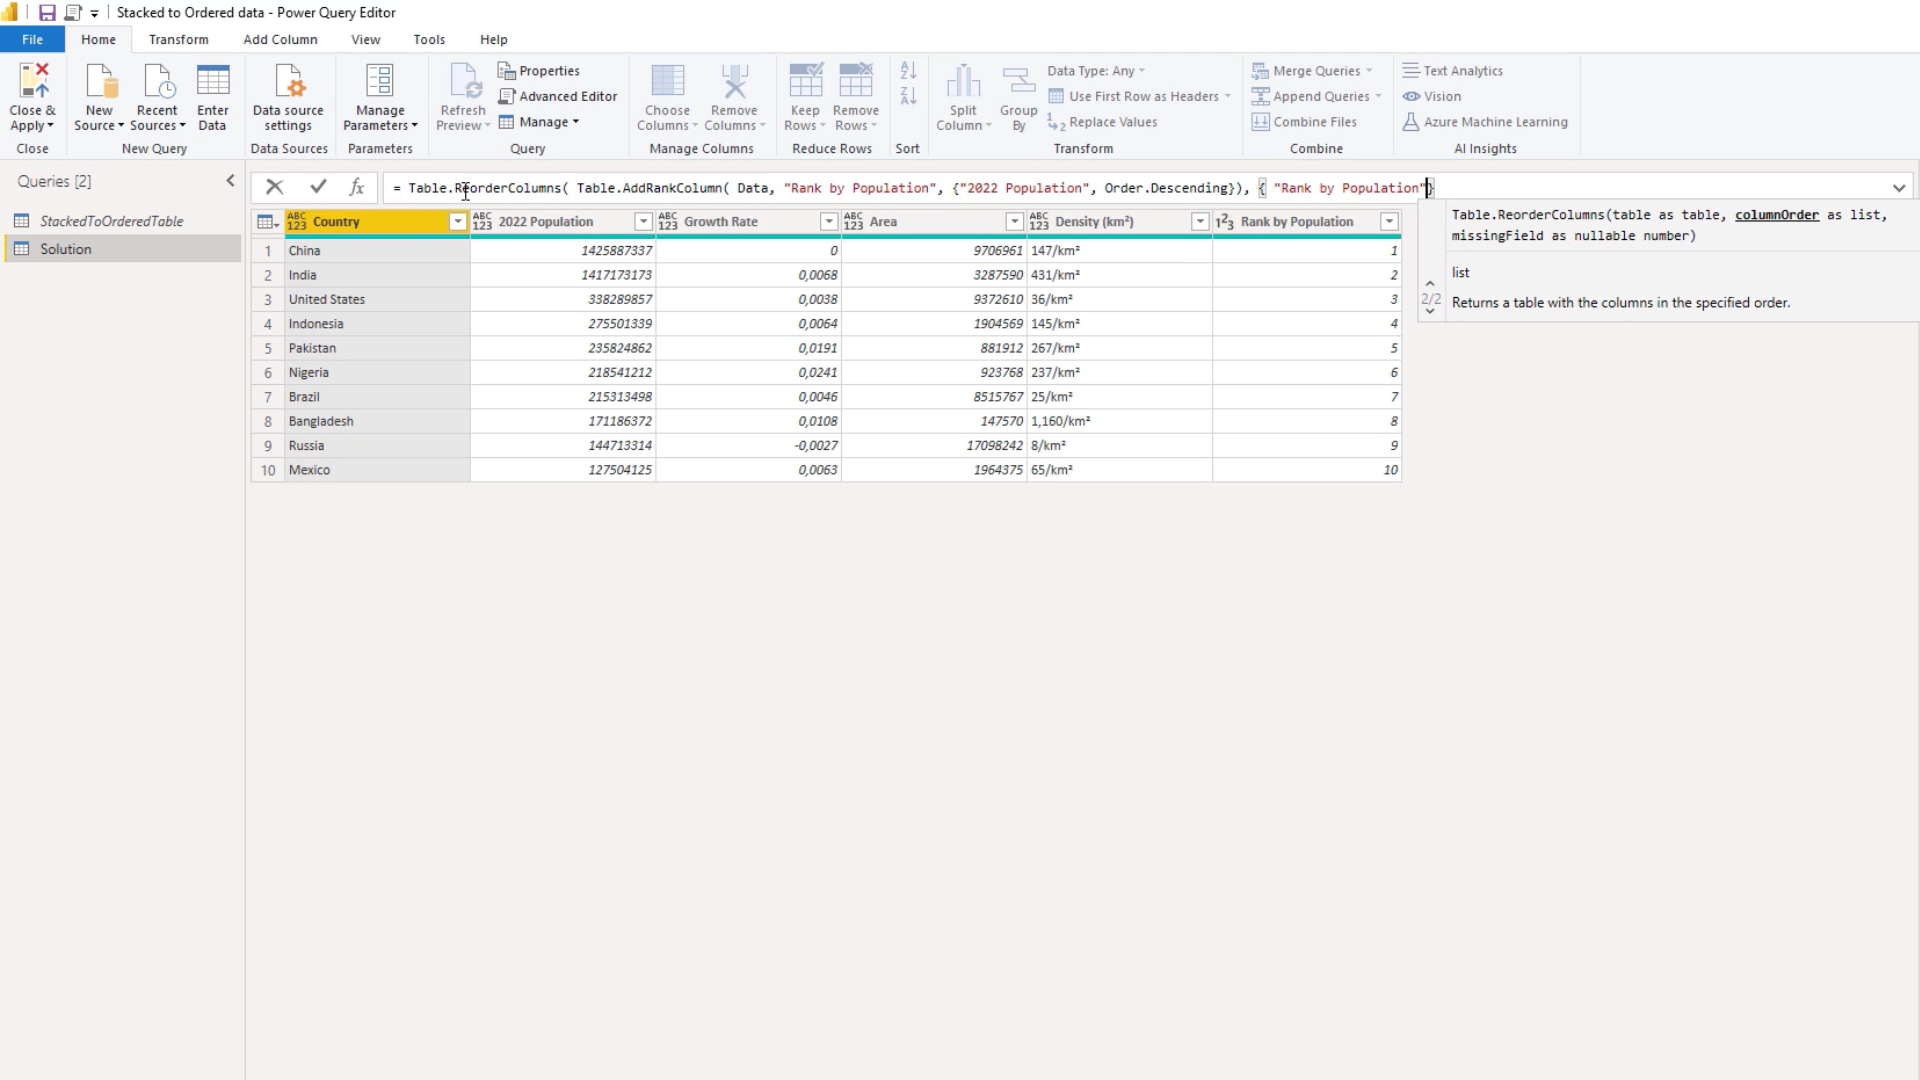 Stacked to Ordered data - Power Query Editor
File Home Transform Add Column View Tools Help
Close & Apply
New Source
Recent Sources
Enter Data
Data source settings
Manage Parameters
Refresh Preview
Properties
Advanced Editor
Manage
Choose Columns
Remove Columns
Keep Rows
Remove Rows
Split Column
Group By
Data Type: Any
Use First Row as Headers
Replace Values
Merge Queries
Append Queries
Combine Files
Text Analytics
Vision
Azure Machine Learning
Close New Query Data Sources Parameters Query Manage Columns Reduce Rows Sort Transform Combine AI Insights
Queries [2]
StackedToOrderedTable
Solution
= Table.ReorderColumns( Table.AddRankColumn( Data, "Rank by Population", {"2022 Population", Order.Descending}), { "Rank by Population"}
Table.ReorderColumns(table as table, columnOrder as list,
missingField as nullable number)
list
2/2
Returns a table with the columns in the specified order.
ABC 123 Country ABC 123 2022 Population ABC 123 Growth Rate ABC 123 Area ABC 123 Density (km²) 1²3 Rank by Population
1 China 1425887337 0 9706961 147/km² 1
2 India 1417173173 0,0068 3287590 431/km² 2
3 United States 338289857 0,0038 9372610 36/km² 3
4 Indonesia 275501339 0,0064 1904569 145/km² 4
5 Pakistan 235824862 0,0191 881912 267/km² 5
6 Nigeria 218541212 0,0241 923768 237/km² 6
7 Brazil 215313498 0,0046 8515767 25/km² 7
8 Bangladesh 171186372 0,0108 147570 1,160/km² 8
9 Russia 144713314 -0,0027 17098242 8/km² 9
10 Mexico 127504125 0,0063 1964375 65/km² 10